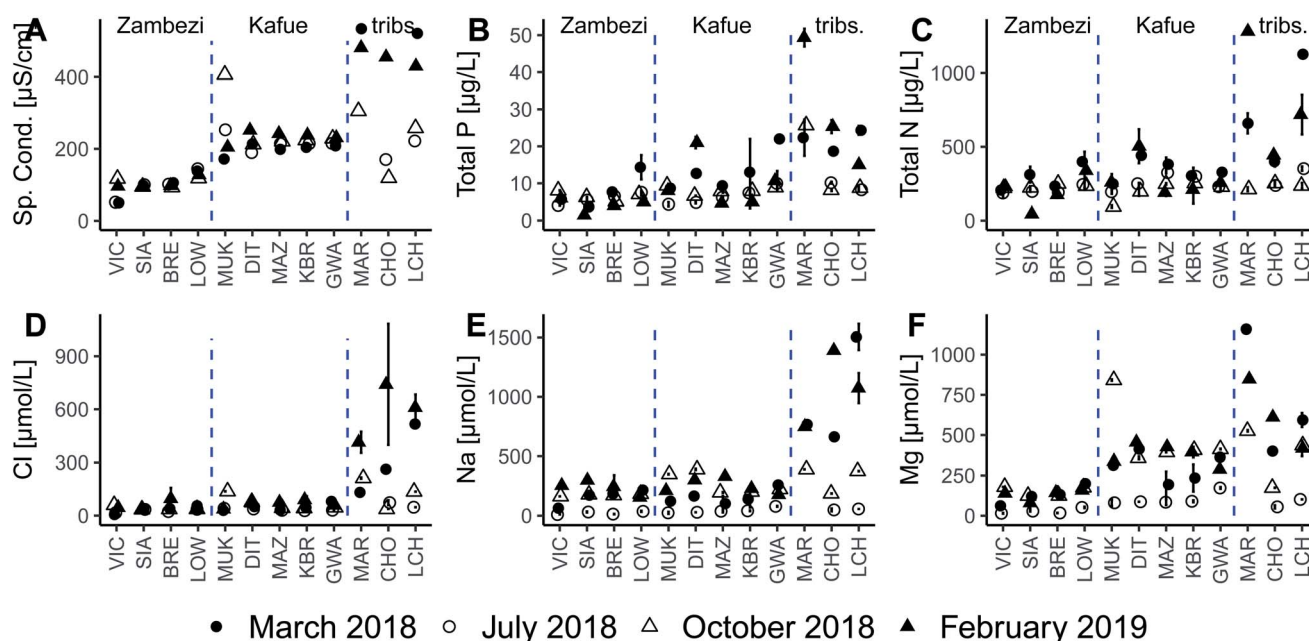 A Zambezi Kafue tribs.
Sp. Cond. [µS/cm]
400
200
0
VIC SIA BRE LOW MUK DIT MAZ KBR GWA MAR CHO LCH
B Zambezi Kafue tribs.
Total P [µg/L]
50
40
30
20
10
0
VIC SIA BRE LOW MUK DIT MAZ KBR GWA MAR CHO LCH
C Zambezi Kafue tribs.
Total N [µg/L]
1000
500
0
VIC SIA BRE LOW MUK DIT MAZ KBR GWA MAR CHO LCH
D
Cl [µmol/L]
900
600
300
0
VIC SIA BRE LOW MUK DIT MAZ KBR GWA MAR CHO LCH
E
Na [µmol/L]
1500
1000
500
0
VIC SIA BRE LOW MUK DIT MAZ KBR GWA MAR CHO LCH
F
Mg [µmol/L]
1000
750
500
250
0
VIC SIA BRE LOW MUK DIT MAZ KBR GWA MAR CHO LCH
March 2018 July 2018 October 2018 February 2019